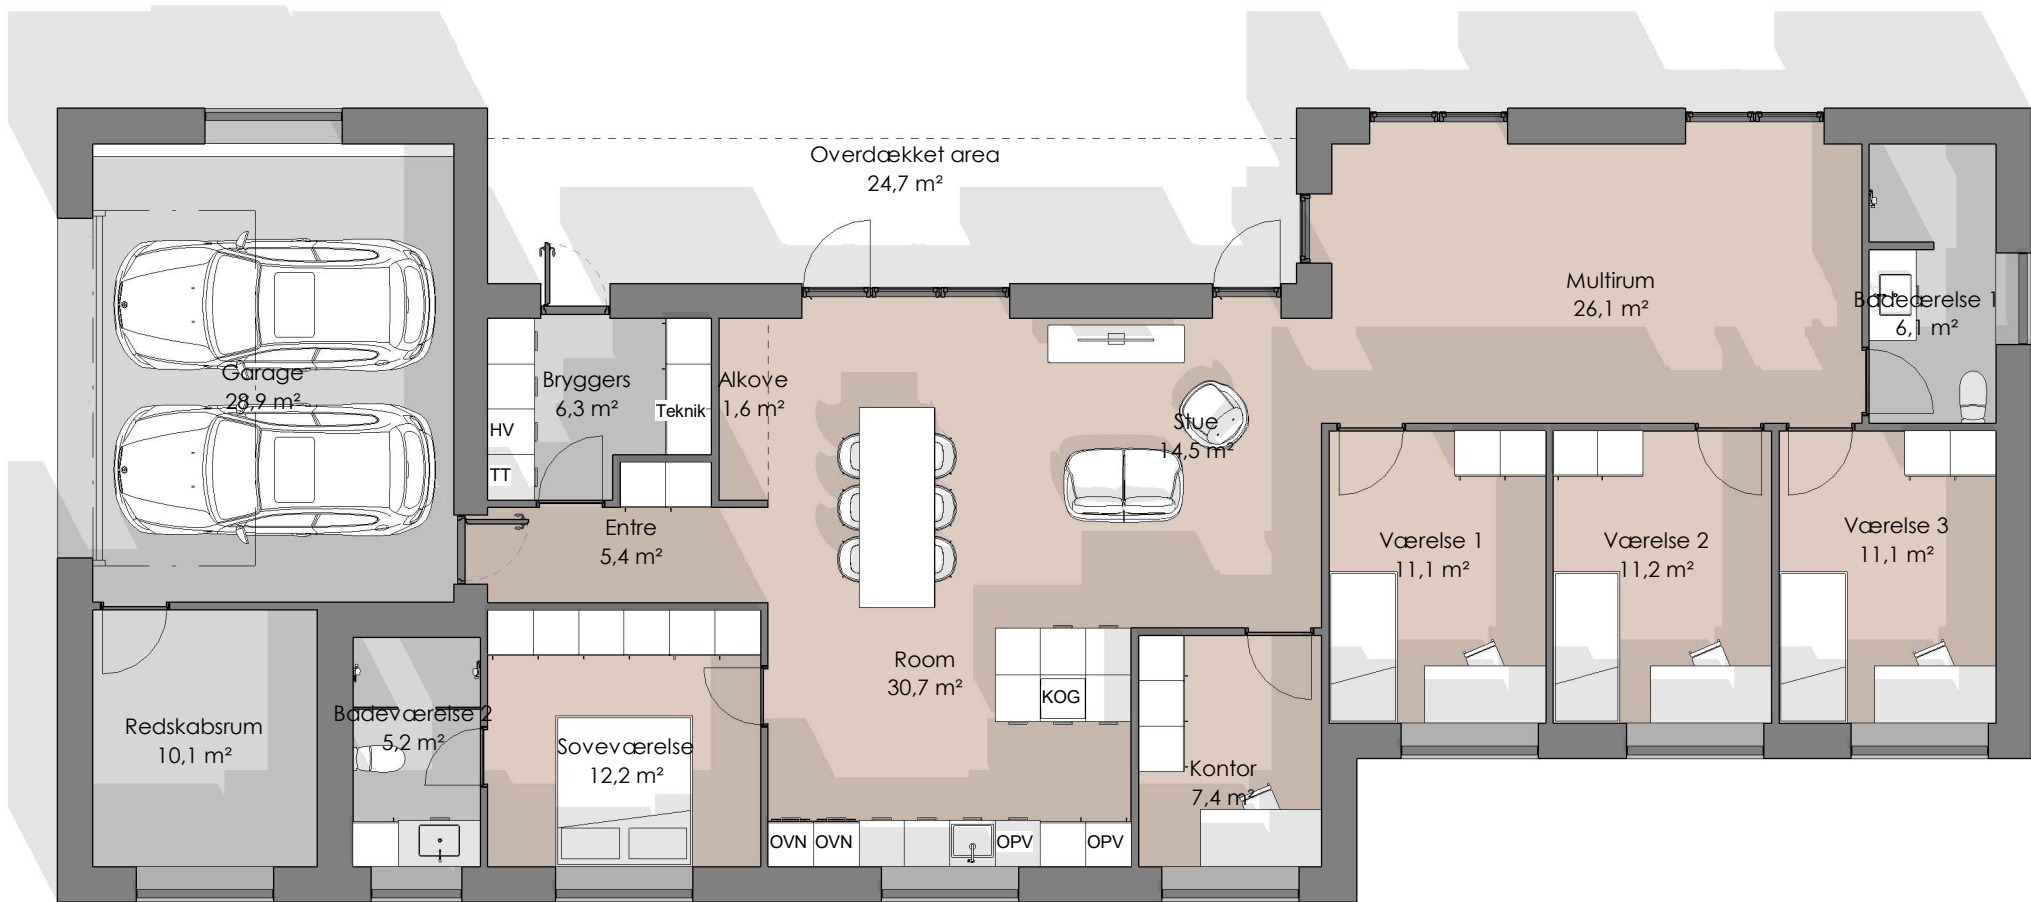 Overdækket area
24,7 m²
Multirum
26,1 m²
Badeærelse 1
6,1 m²
Garage
28,9 m²
Bryggers
6,3 m²
Teknik
HV
TT
Alkove
1,6 m²
Stue
14,5 m²
Entre
5,4 m²
Værelse 1
11,1 m²
Værelse 2
11,2 m²
Værelse 3
11,1 m²
Room
30,7 m²
KOG
Redskabsrum
10,1 m²
Badeværelse 2
5,2 m²
Soveværelse
12,2 m²
Kontor
7,4 m²
OVN
OVN
OPV
OPV